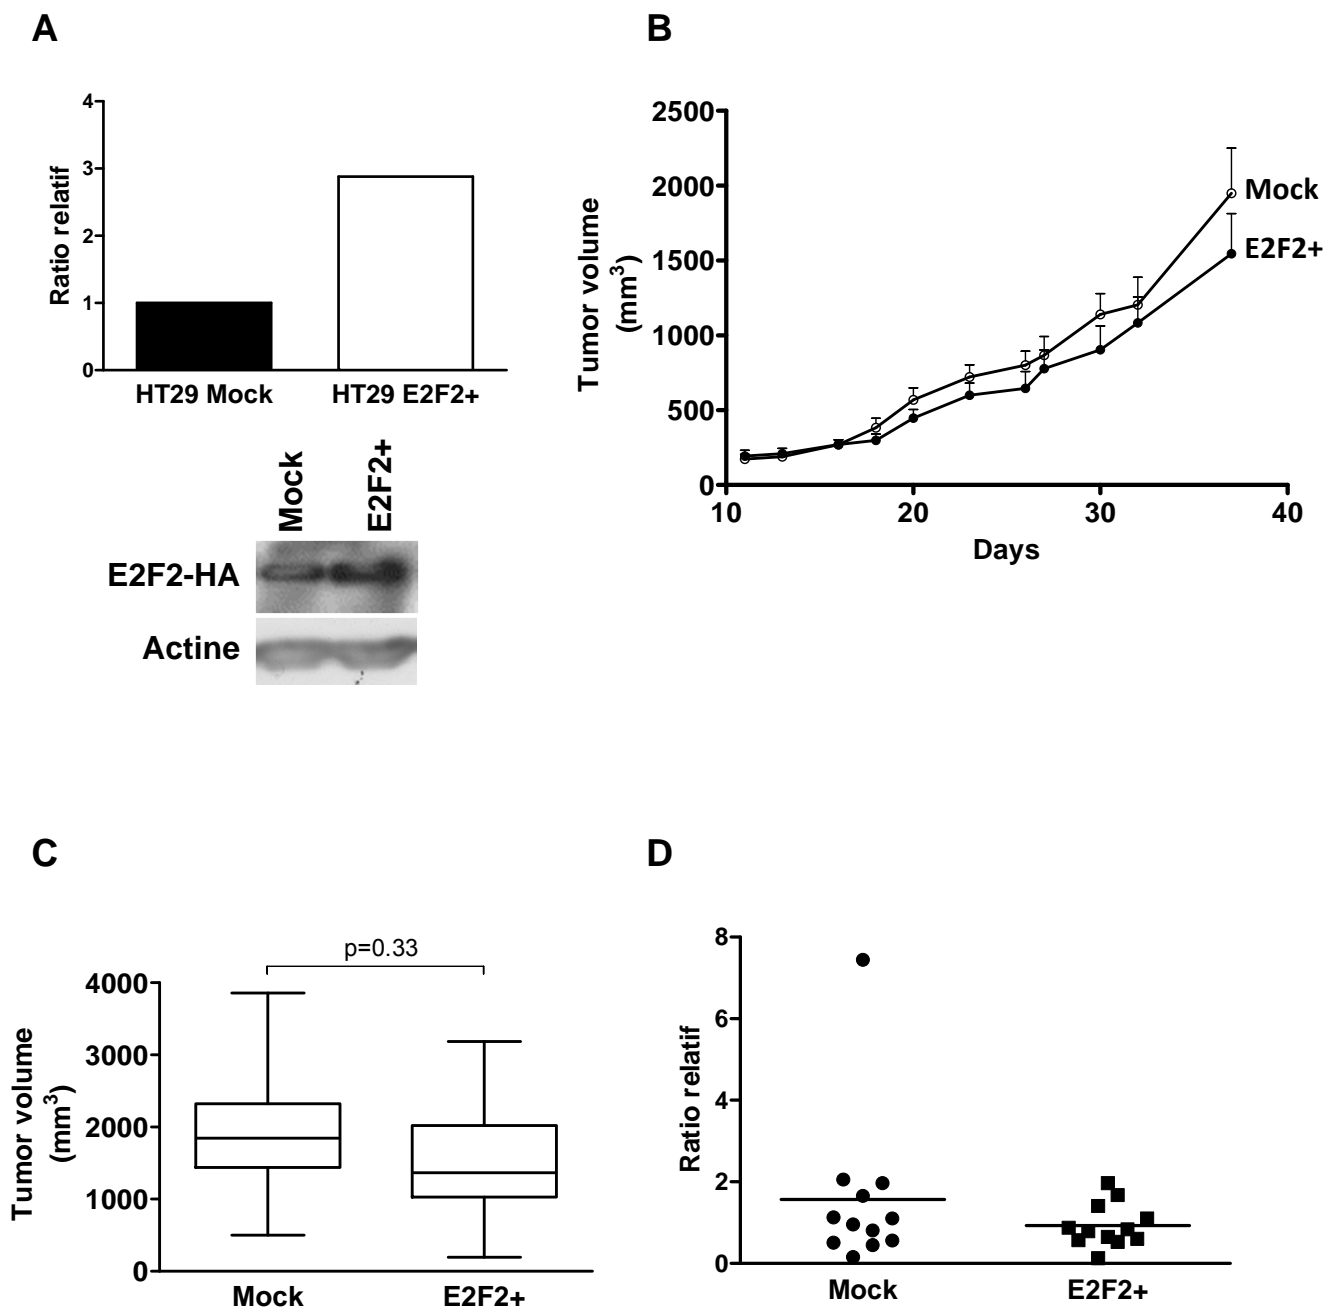 A
4
3
2
1
0
Ratio relatif
HT29 Mock HT29 E2F2+
Mock E2F2+
E2F2-HA
Actine
B
2500
2000
1500
1000
500
0
Tumor volume
(mm³)
Mock
E2F2+
10 20 30 40
Days
C
p=0.33
4000
3000
2000
1000
0
Tumor volume
(mm³)
Mock E2F2+
D
8
6
4
2
0
Ratio relatif
Mock E2F2+